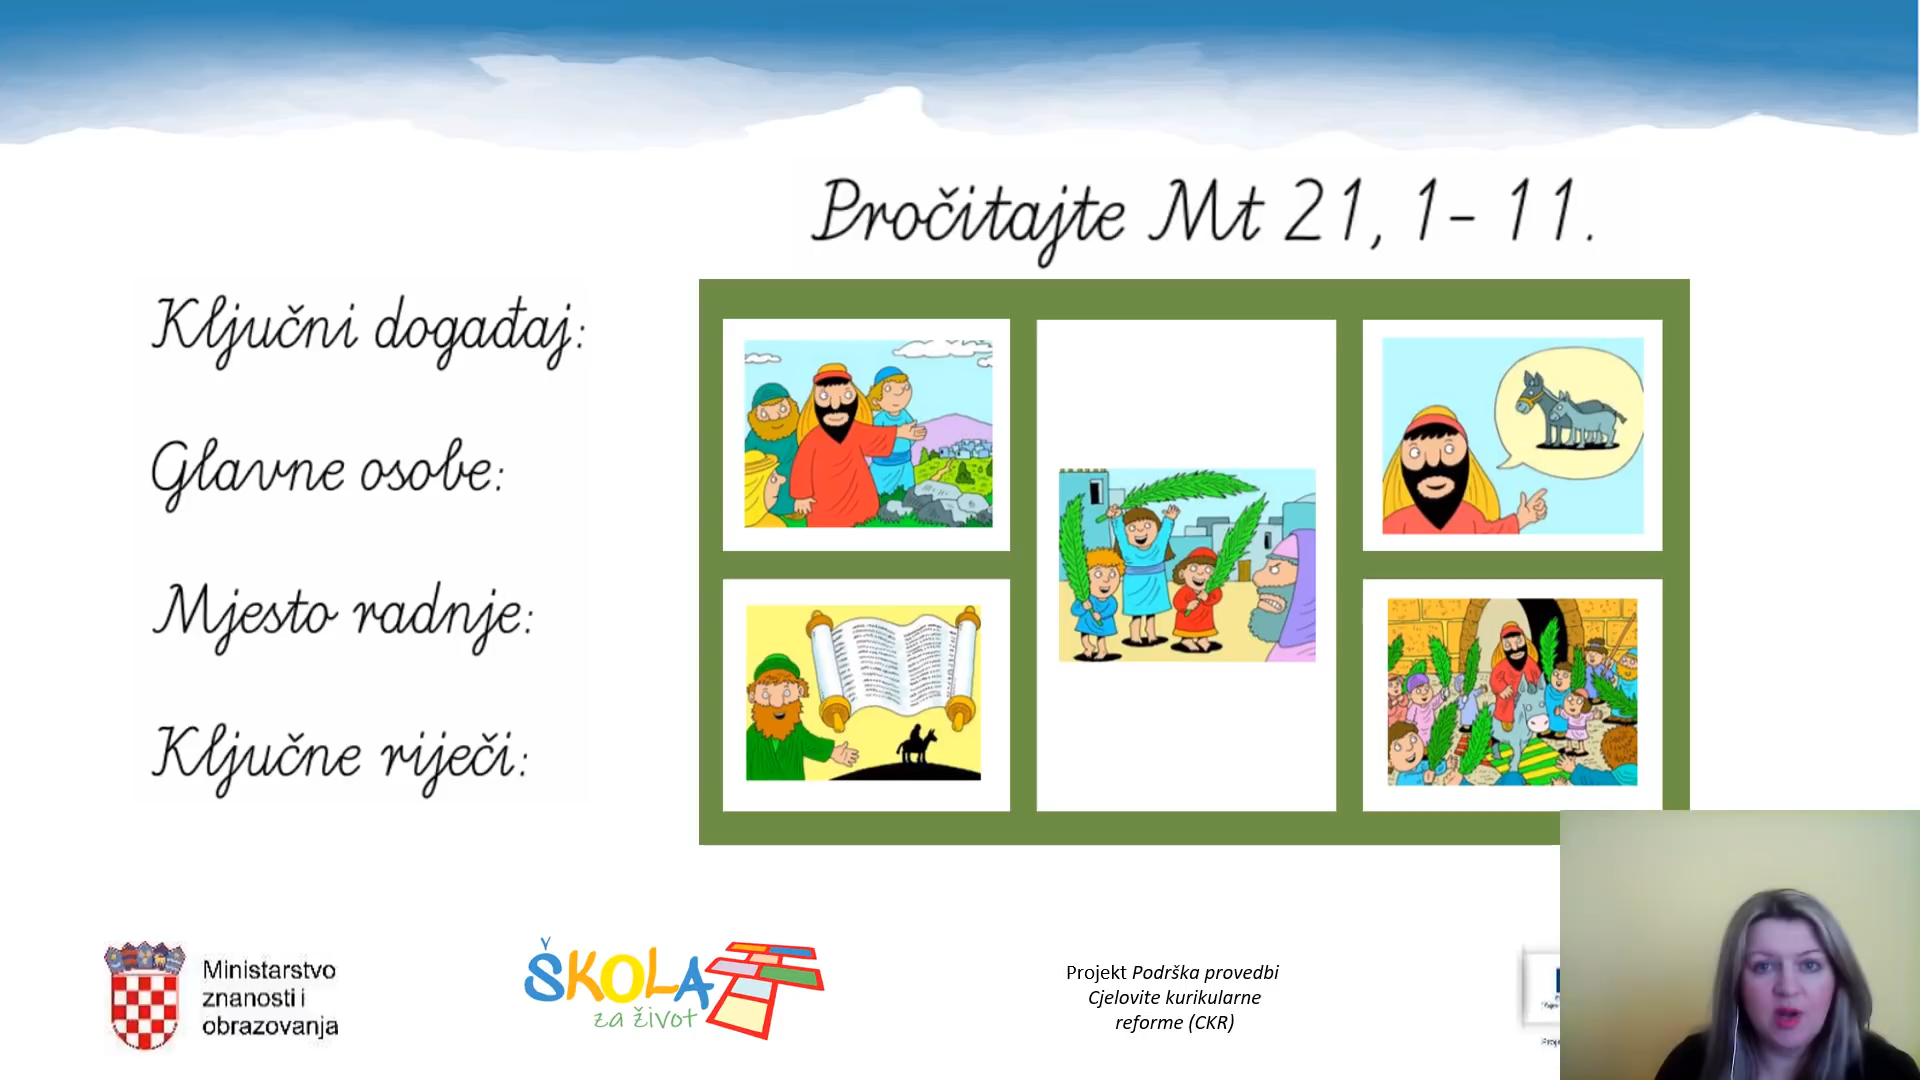 Pročitajte Mt 21, 1- 11.
Ključni događaj:
Glavne osobe:
Mjesto radnje:
Ključne riječi:
Ministarstvo
znanosti i
obrazovanja
ŠKOLA
za život
Projekt Podrška provedbi
Cjelovite kurikularne
reforme (CKR)